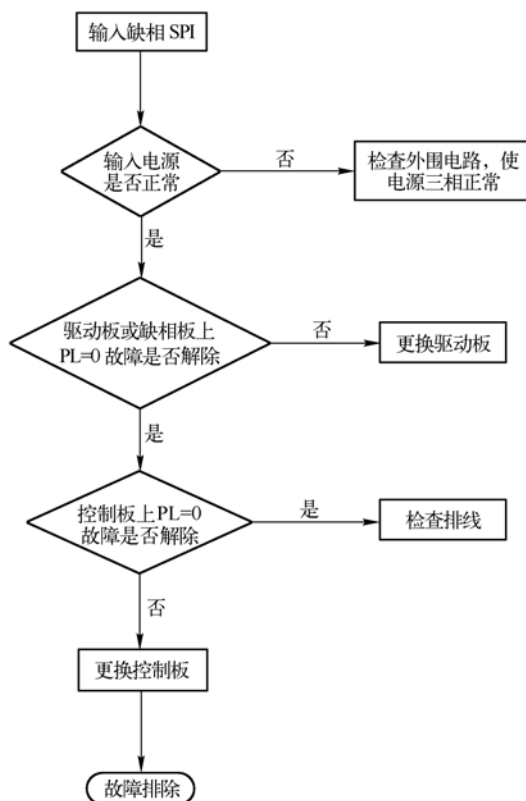 输入缺相 SPI
输入电源
是否正常
否
检查外围电路，使
电源三相正常
是
驱动板或缺相板上
PL=0 故障是否解除
否
更换驱动板
是
控制板上PL=0
故障是否解除
是
检查排线
否
更换控制板
故障排除